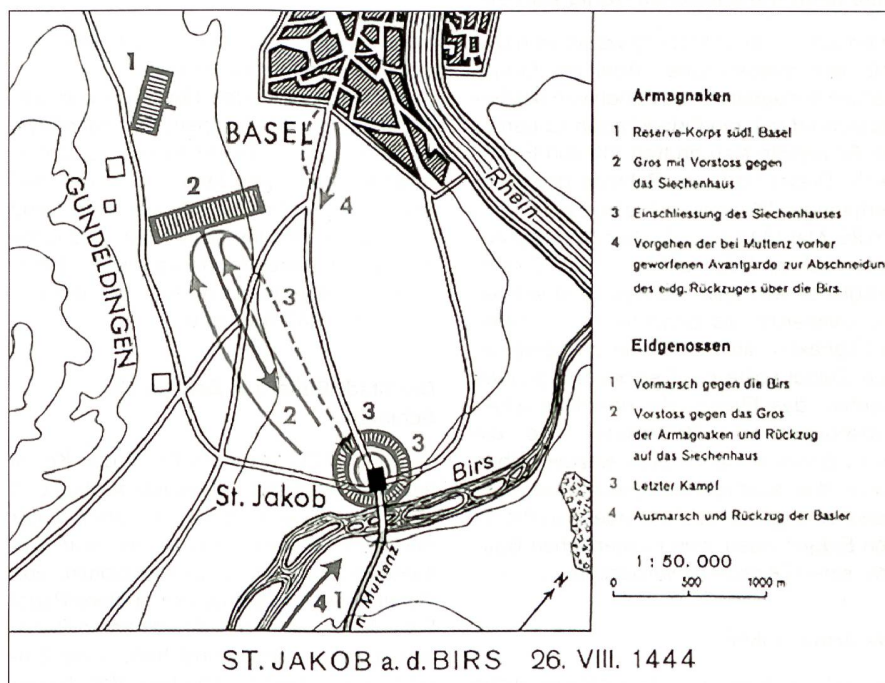 1
BASEL
4
2
Rhein
GUNDELDINGEN
3
2
3
3
St. Jakob
Birs
4 1
n. Muttenz
N
Armagnaken
1 Reserve-Korps südl. Basel
2 Gros mit Vorstoss gegen
das Siechenhaus
3 Einschliessung des Siechenhauses
4 Vorgehen der bei Muttenz vorher
geworfenen Avantgarde zur Abschneidun
des eidg. Rückzuges über die Birs.
Eidgenossen
1 Vormarsch gegen die Birs
2 Vorstoss gegen das Gros
der Armagnaken und Rückzug
auf das Siechenhaus
3 Letzter Kampf
4 Ausmarsch und Rückzug der Basler
1 : 50.000
0 500 1000 m
ST. JAKOB a. d. BIRS 26. VIII. 1444